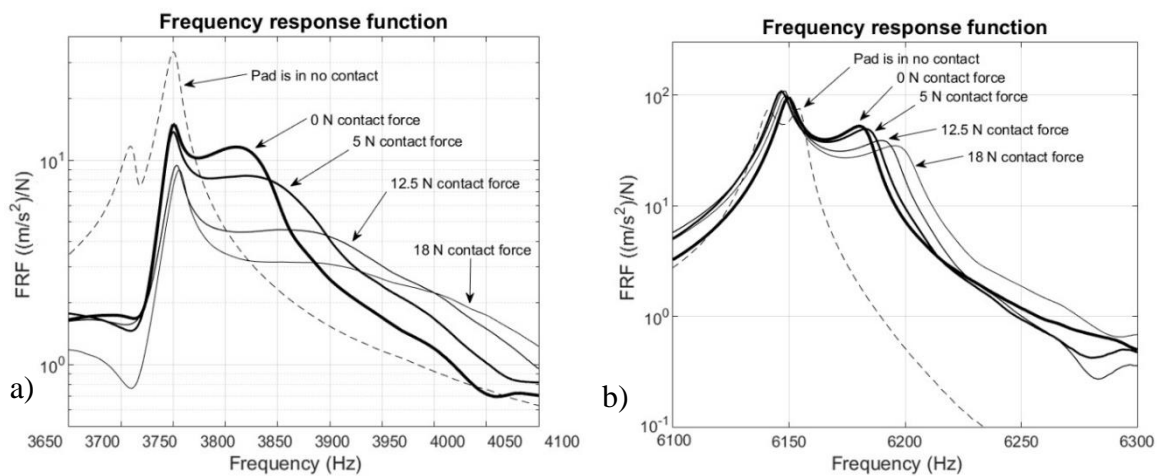 Frequency response function
Pad is in no contact
0 N contact force
5 N contact force
12.5 N contact force
18 N contact force
FRF ((m/s²)/N)
10¹
10⁰
3650 3700 3750 3800 3850 3900 3950 4000 4050 4100
Frequency (Hz)
a)
Frequency response function
Pad is in no contact
0 N contact force
5 N contact force
12.5 N contact force
18 N contact force
FRF ((m/s²)/N)
10²
10¹
10⁰
10⁻¹
6100 6150 6200 6250 6300
Frequency (Hz)
b)